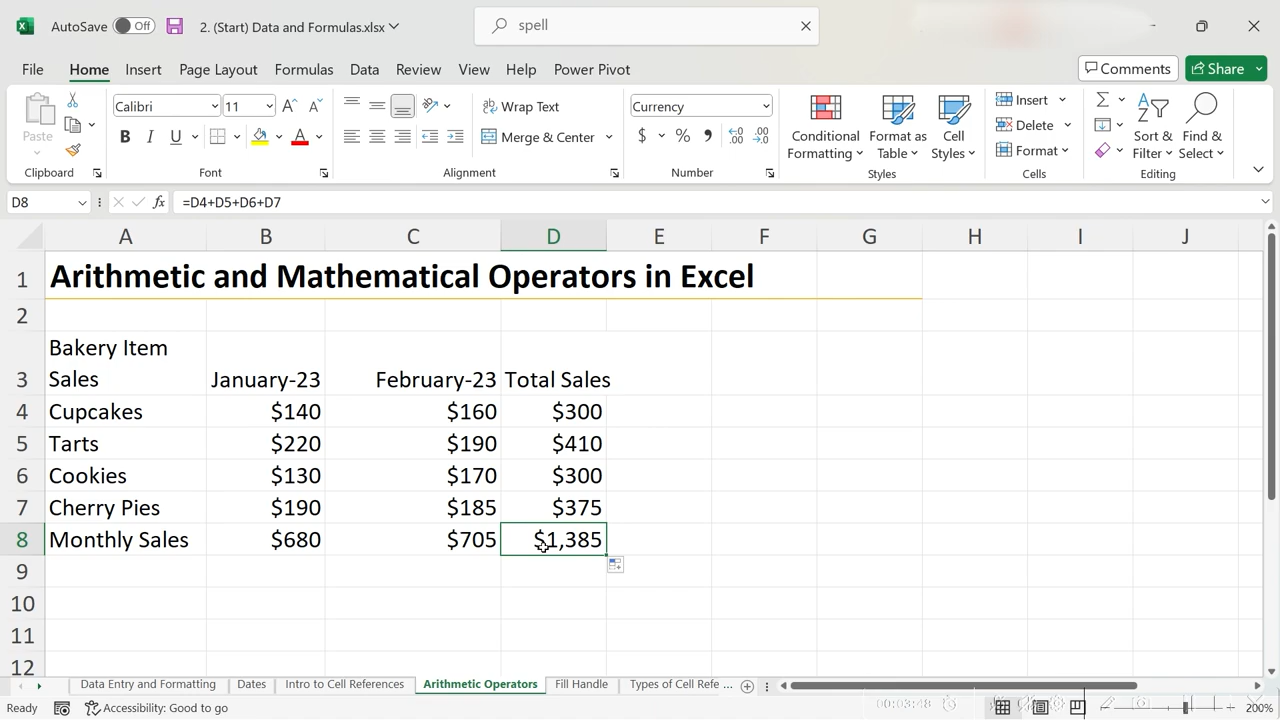 AutoSave Off 2. (Start) Data and Formulas.xlsx spell
File Home Insert Page Layout Formulas Data Review View Help Power Pivot Comments Share
Paste Calibri 11 Wrap Text Currency Conditional Formatting Format as Table Cell Styles Insert Sort & Filter Find & Select
B I U Merge & Center $ % Delete
Format
Clipboard Font Alignment Number Styles Cells Editing
D8 fx =D4+D5+D6+D7
A B C D E F G H I J
1 Arithmetic and Mathematical Operators in Excel
2
3 Bakery Item Sales January-23 February-23 Total Sales
4 Cupcakes $140 $160 $300
5 Tarts $220 $190 $410
6 Cookies $130 $170 $300
7 Cherry Pies $190 $185 $375
8 Monthly Sales $680 $705 $1,385
9
10
11
12
Data Entry and Formatting Dates Intro to Cell References Arithmetic Operators Fill Handle Types of Cell Refe ...
Ready Accessibility: Good to go 00:03:48 200%